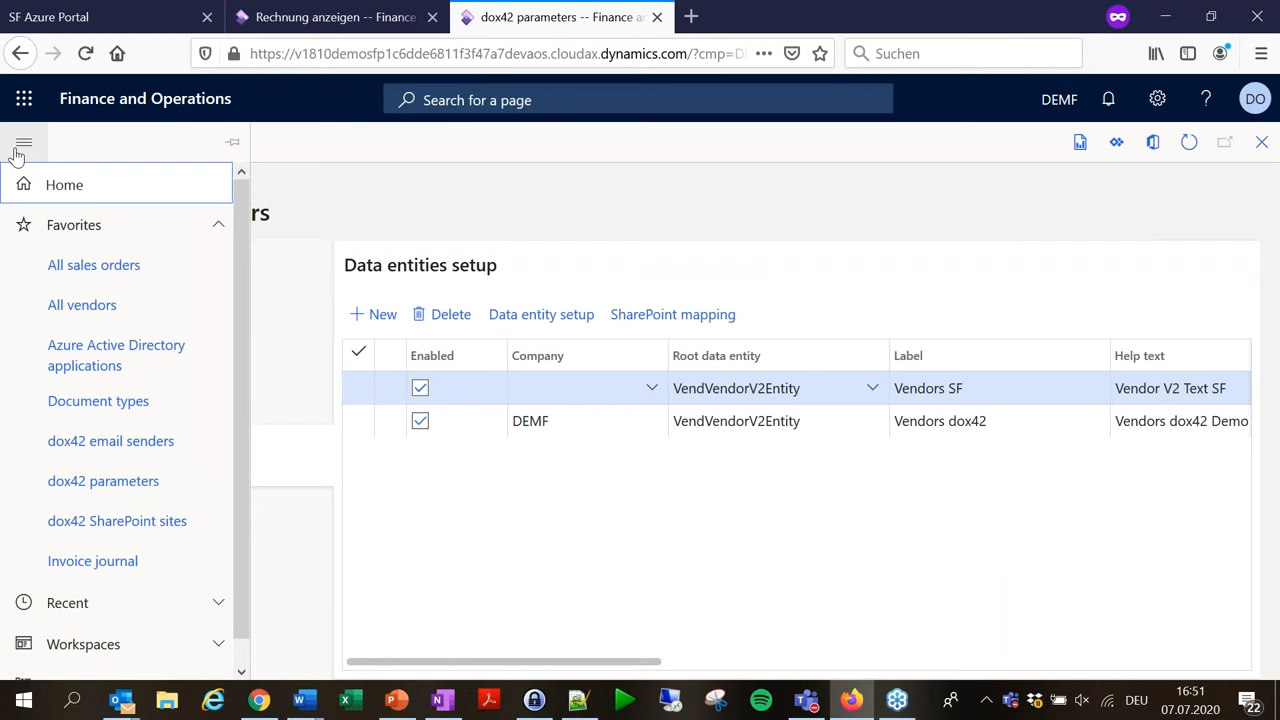 SF Azure Portal
Rechnung anzeigen -- Finance
dox42 parameters -- Finance ar
https://v1810demosfp1c6dde6811f3f47a7devaos.cloudax.dynamics.com/?cmp=DE
Suchen
Finance and Operations
Search for a page
DEMF
DO
Home
Favorites
All sales orders
All vendors
Azure Active Directory
applications
Document types
dox42 email senders
dox42 parameters
dox42 SharePoint sites
Invoice journal
Recent
Workspaces
rs
Data entities setup
New
Delete
Data entity setup
SharePoint mapping
Enabled Company Root data entity Label Help text
VendVendorV2Entity Vendors SF Vendor V2 Text SF
DEMF VendVendorV2Entity Vendors dox42 Vendors dox42 Demo
DEU
16:51
07.07.2020
22